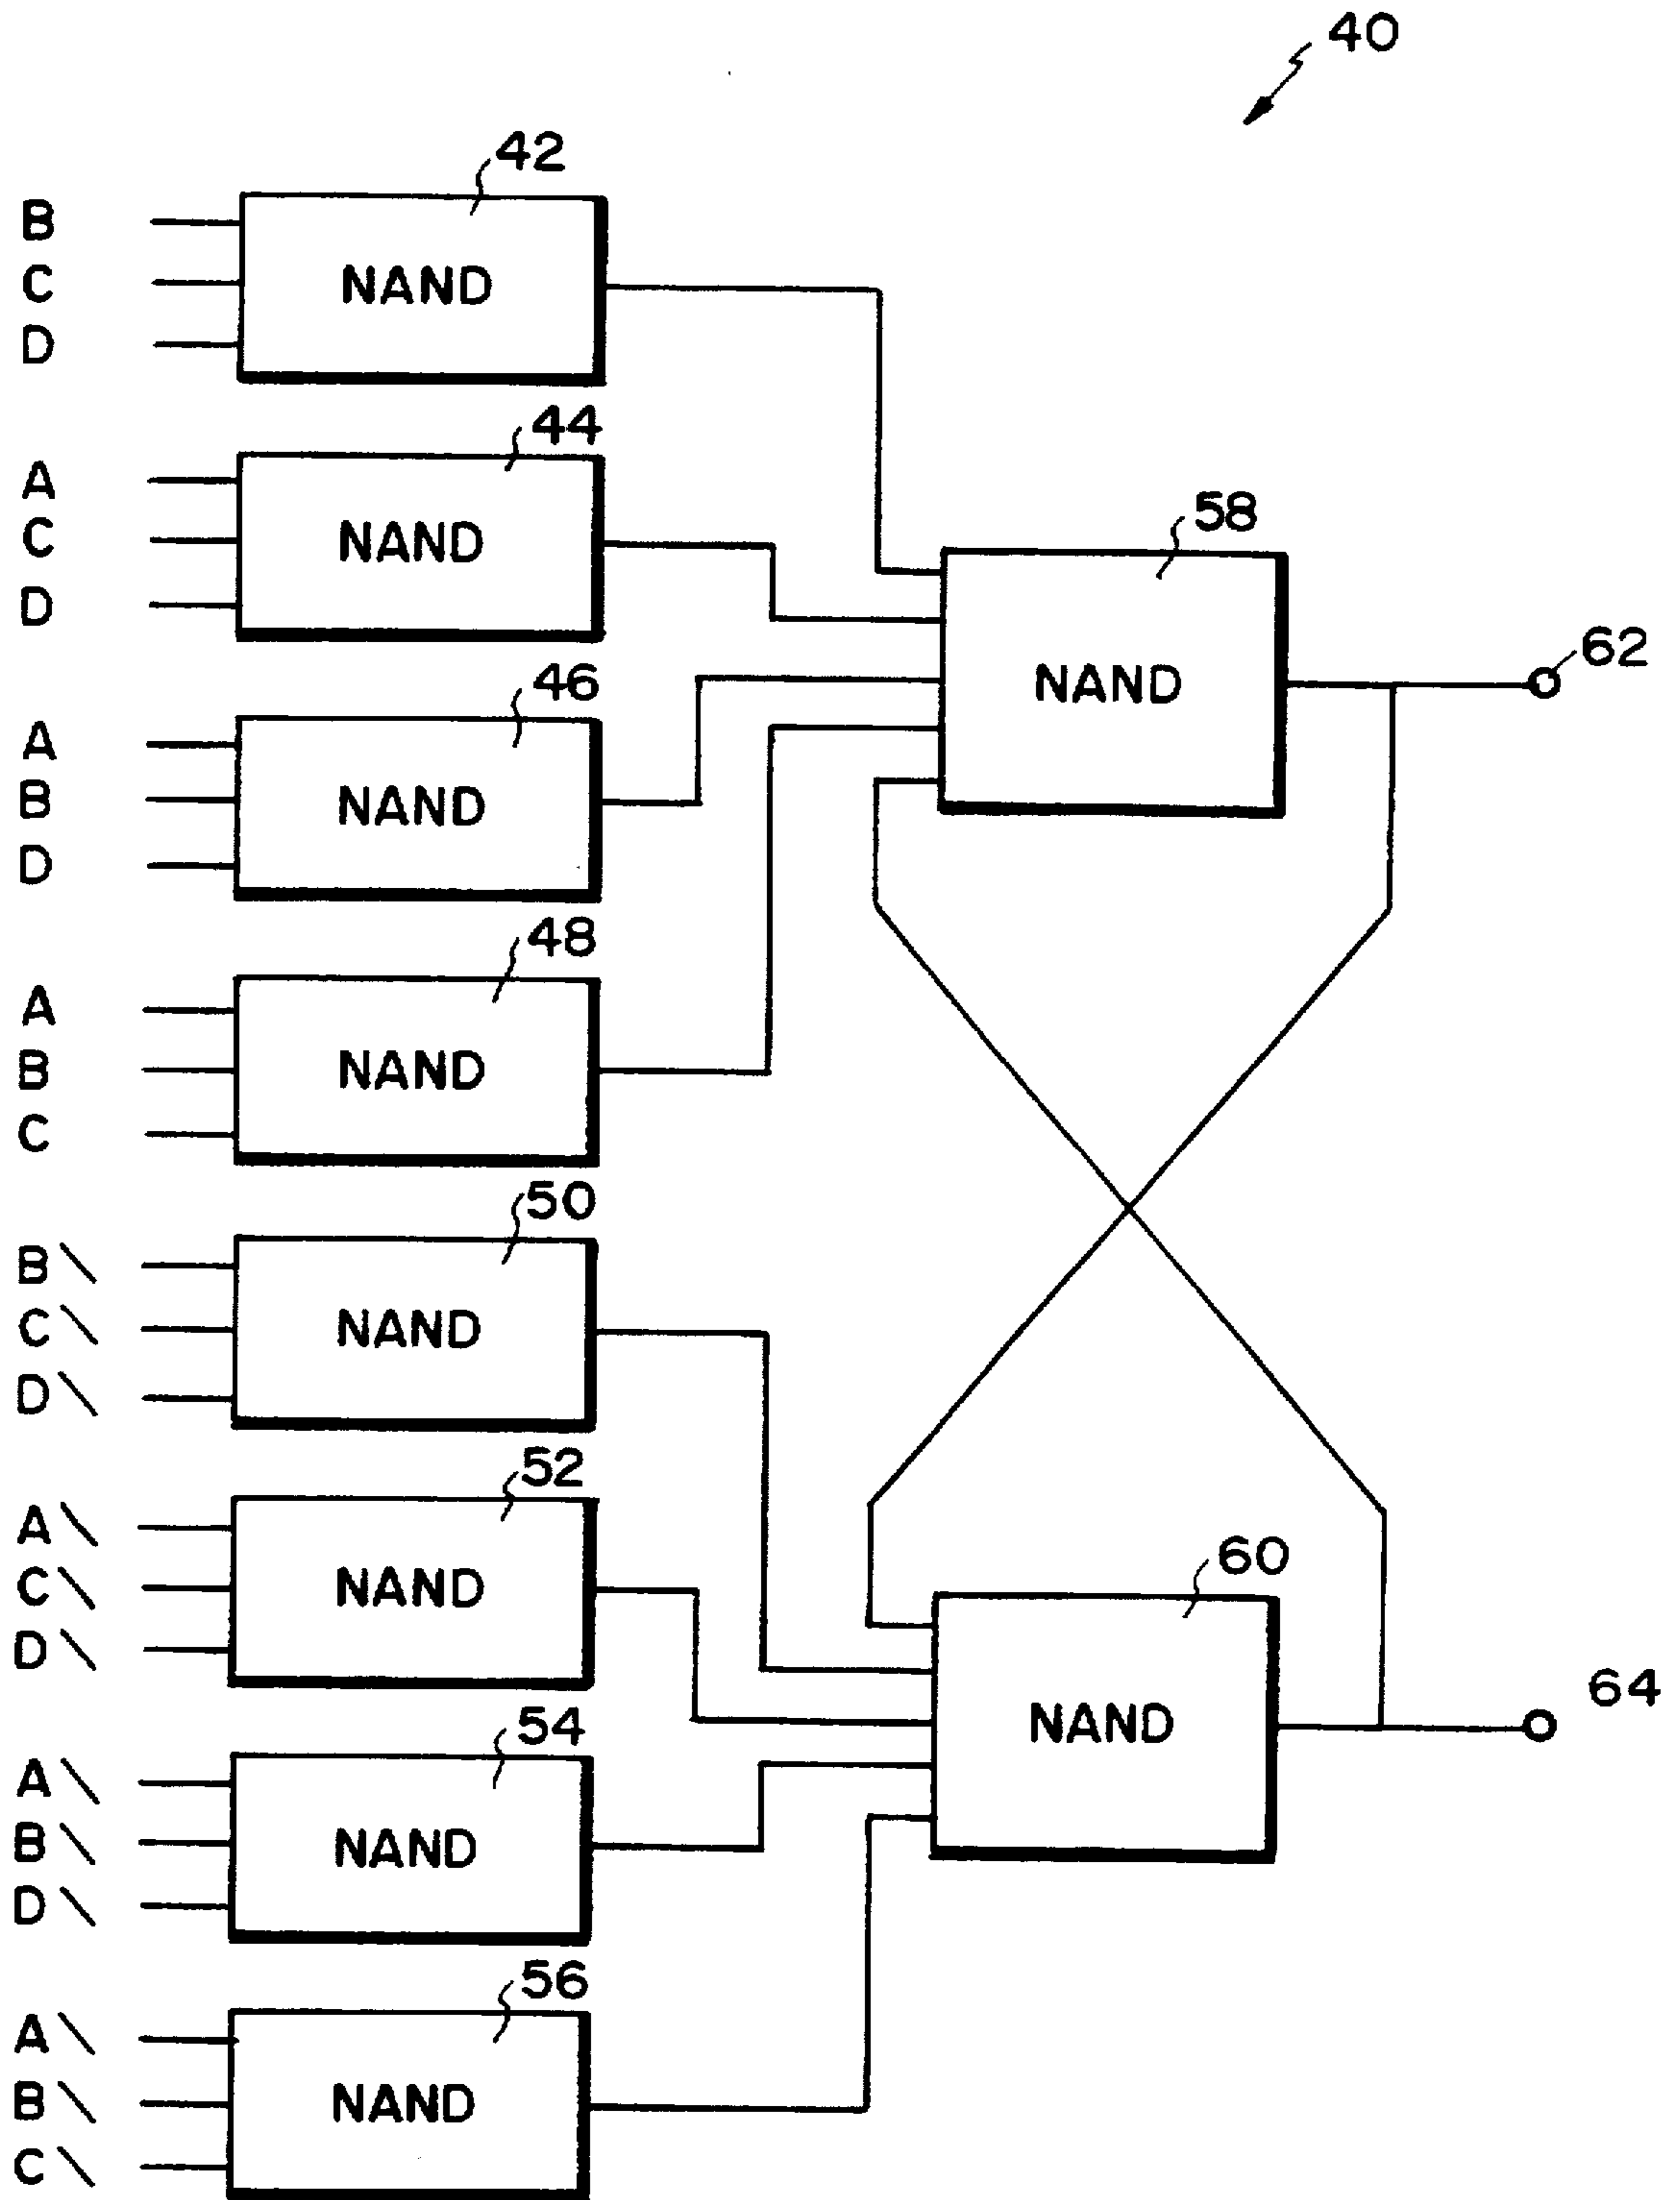 40
42
B
C NAND
D
44
A
C NAND
D
58
NAND
62
46
A
B NAND
D
48
A
B NAND
C
50
B\
C\ NAND
D\
52
A\
C\ NAND
D\
60
NAND
64
54
A\
B\ NAND
D\
56
A\
B\ NAND
C\